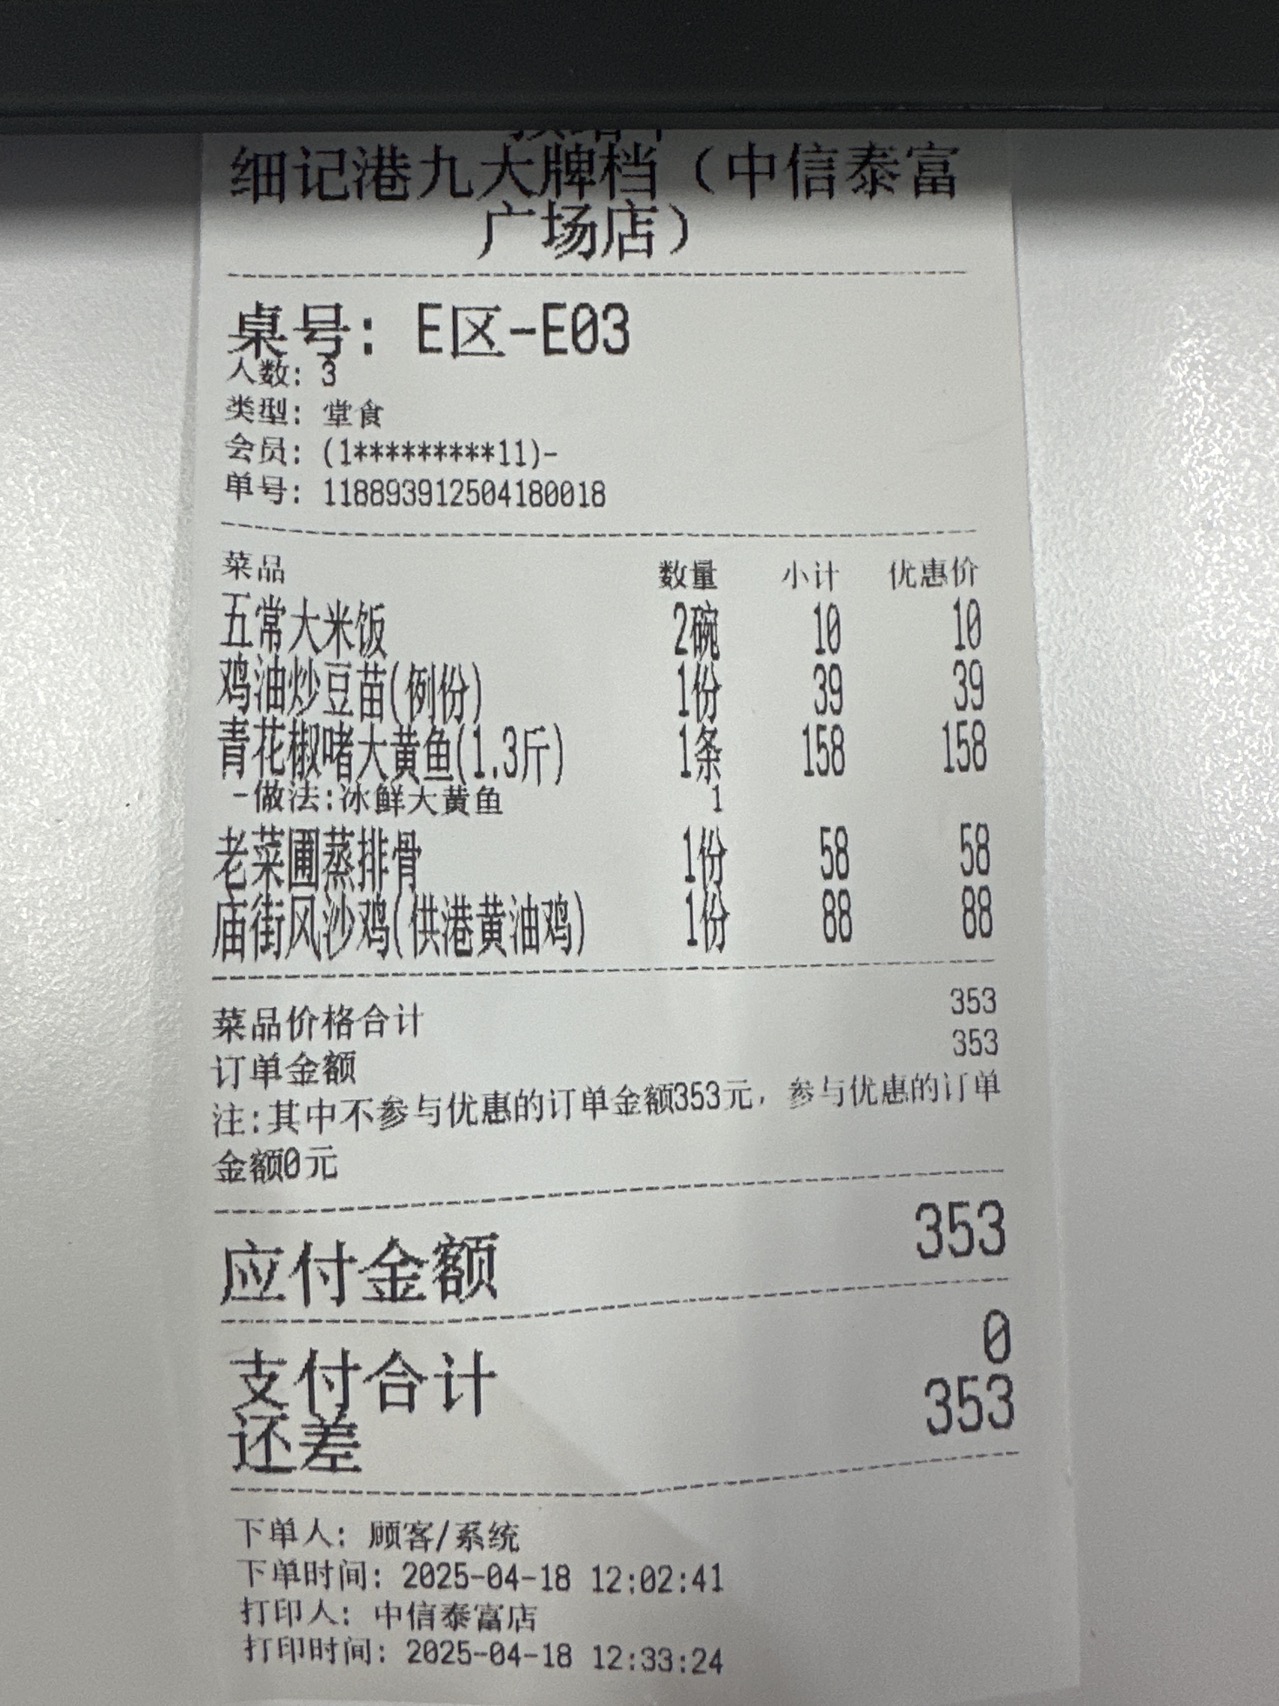 细记港九大牌档（中信泰富
广场店）
桌号: E区-E03
人数: 3
类型: 堂食
会员: (1*********11)-
单号: 118893912504180018
菜品 数量 小计 优惠价
五常大米饭 2碗 10 10
鸡油炒豆苗(例份) 1份 39 39
青花椒啫大黄鱼(1.3斤) 1条 158 158
-做法:冰鲜大黄鱼 1
老菜圃蒸排骨 1份 58 58
庙街风沙鸡(供港黄油鸡) 1份 88 88
菜品价格合计 353
订单金额 353
注:其中不参与优惠的订单金额353元，参与优惠的订单
金额0元
应付金额 353
支付合计 0
还差 353
下单人: 顾客/系统
下单时间: 2025-04-18 12:02:41
打印人: 中信泰富店
打印时间: 2025-04-18 12:33:24